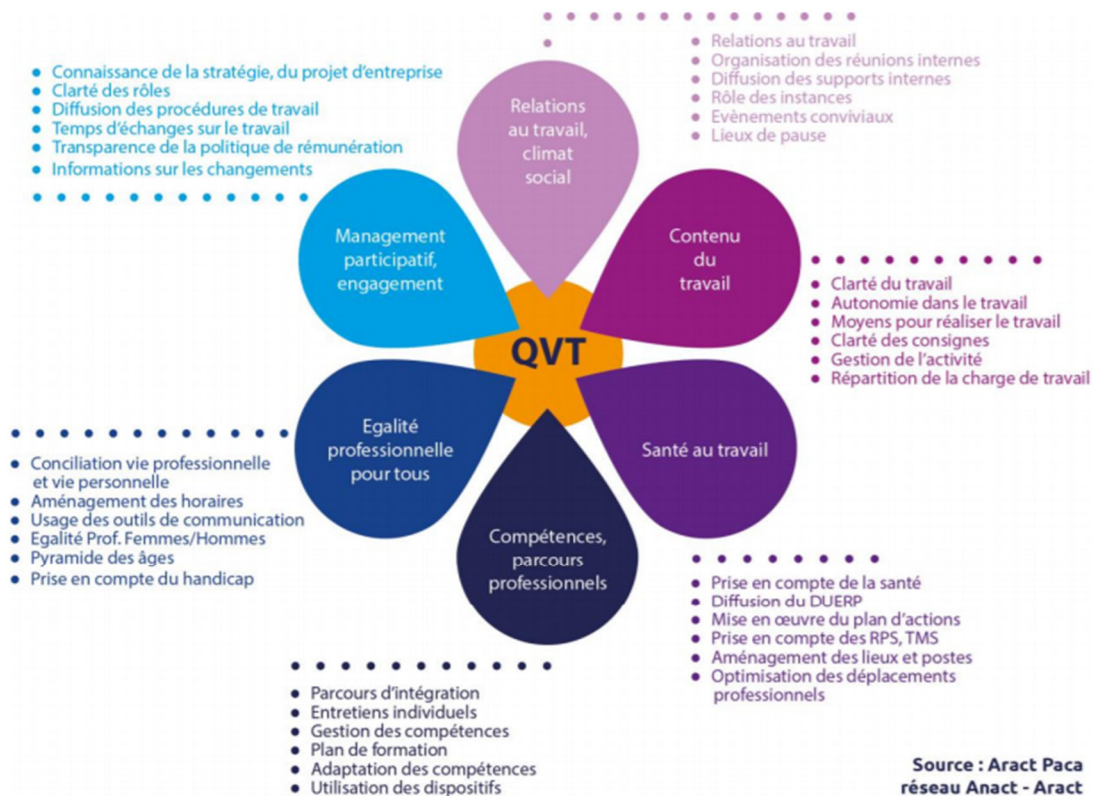 ● Relations au travail
● Organisation des réunions internes
● Diffusion des supports internes
● Rôle des instances
● Evènements conviviaux
● Lieux de pause
● Connaissance de la stratégie, du projet d'entreprise
● Clarté des rôles
● Diffusion des procédures de travail
● Temps d'échanges sur le travail
● Transparence de la politique de rémunération
● Informations sur les changements
Relations
au travail,
climat
social
Management
participatif,
engagement
Contenu
du
travail
● Clarté du travail
● Autonomie dans le travail
● Moyens pour réaliser le travail
● Clarté des consignes
● Gestion de l'activité
● Répartition de la charge de travail
QVT
Egalité
professionnelle
pour tous
Santé au travail
● Conciliation vie professionnelle
et vie personnelle
● Aménagement des horaires
● Usage des outils de communication
● Egalité Prof. Femmes/Hommes
● Pyramide des âges
● Prise en compte du handicap
Compétences,
parcours
professionnels
● Prise en compte de la santé
● Diffusion du DUERP
● Mise en œuvre du plan d'actions
● Prise en compte des RPS, TMS
● Aménagement des lieux et postes
● Optimisation des déplacements
professionnels
● Parcours d'intégration
● Entretiens individuels
● Gestion des compétences
● Plan de formation
● Adaptation des compétences
● Utilisation des dispositifs
Source : Aract Paca
réseau Anact - Aract